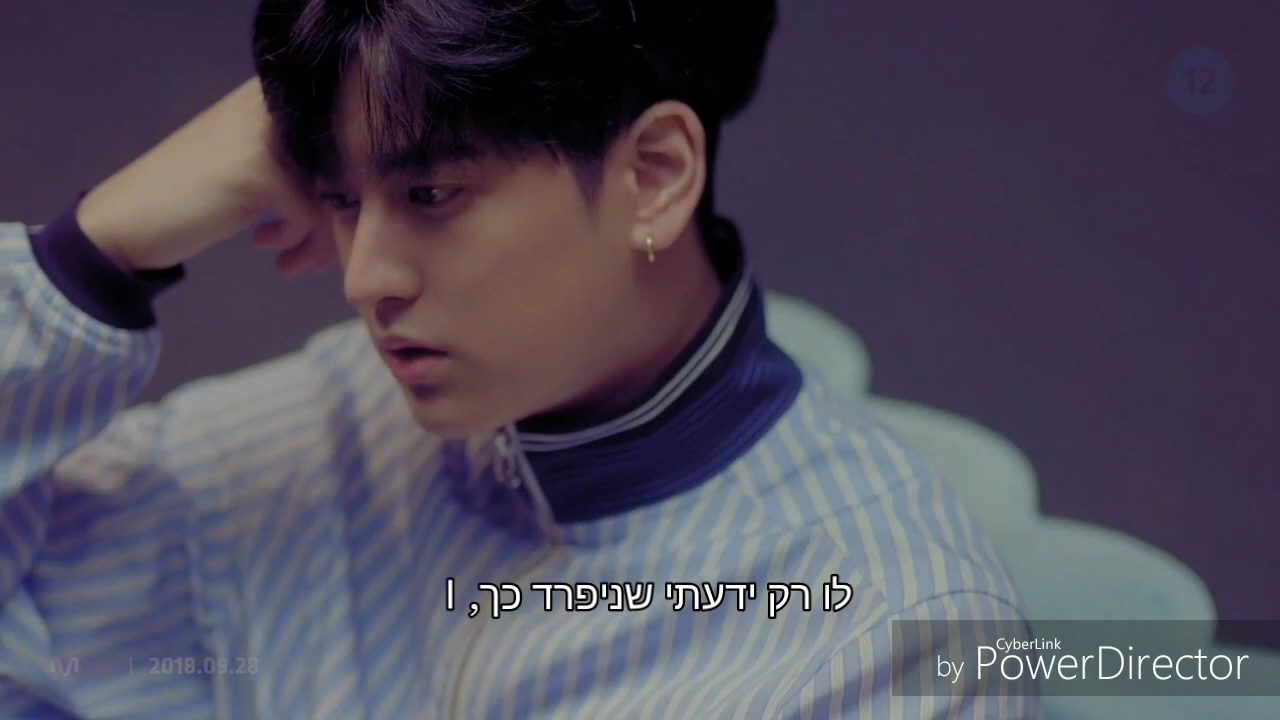 12
לו רק ידעתי שניפרד כך, I
M | 2018.09.28
CyberLink
by PowerDirector